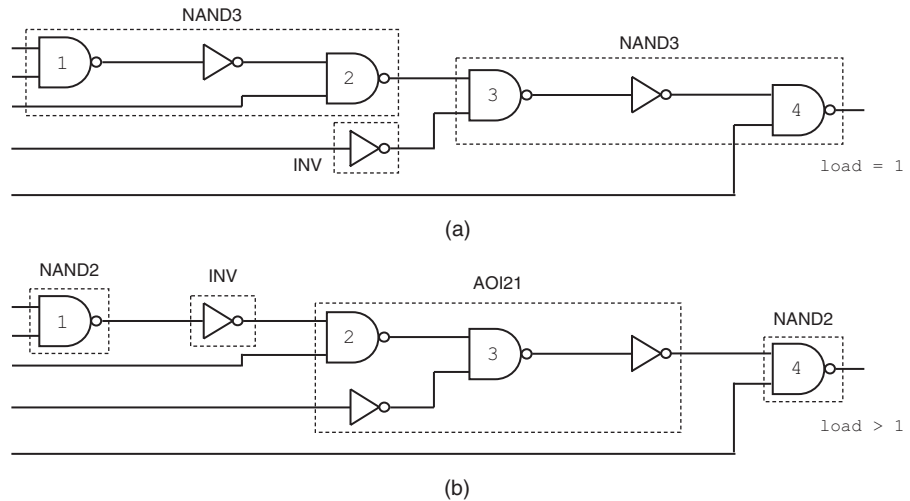 NAND3
NAND3
1
2
3
4
INV
load = 1
(a)
NAND2
INV
AOI21
NAND2
1
2
3
4
load > 1
(b)